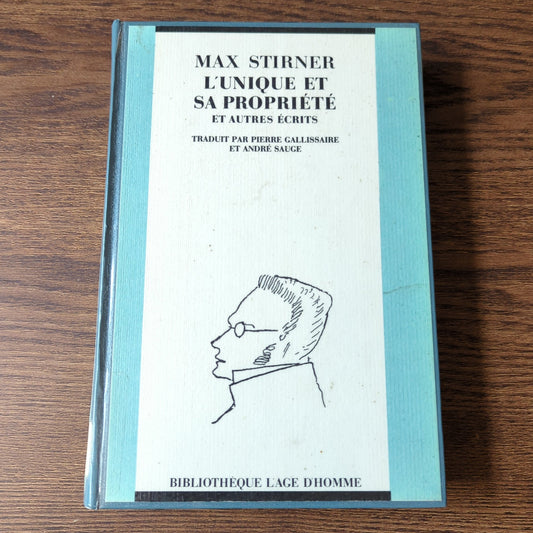 MAX STIRNER
L'UNIQUE ET
SA PROPRIÉTÉ
ET AUTRES ÉCRITS
TRADUIT PAR PIERRE GALLISSAIRE
ET ANDRÉ SAUGE
BIBLIOTHÈQUE L'AGE D'HOMME